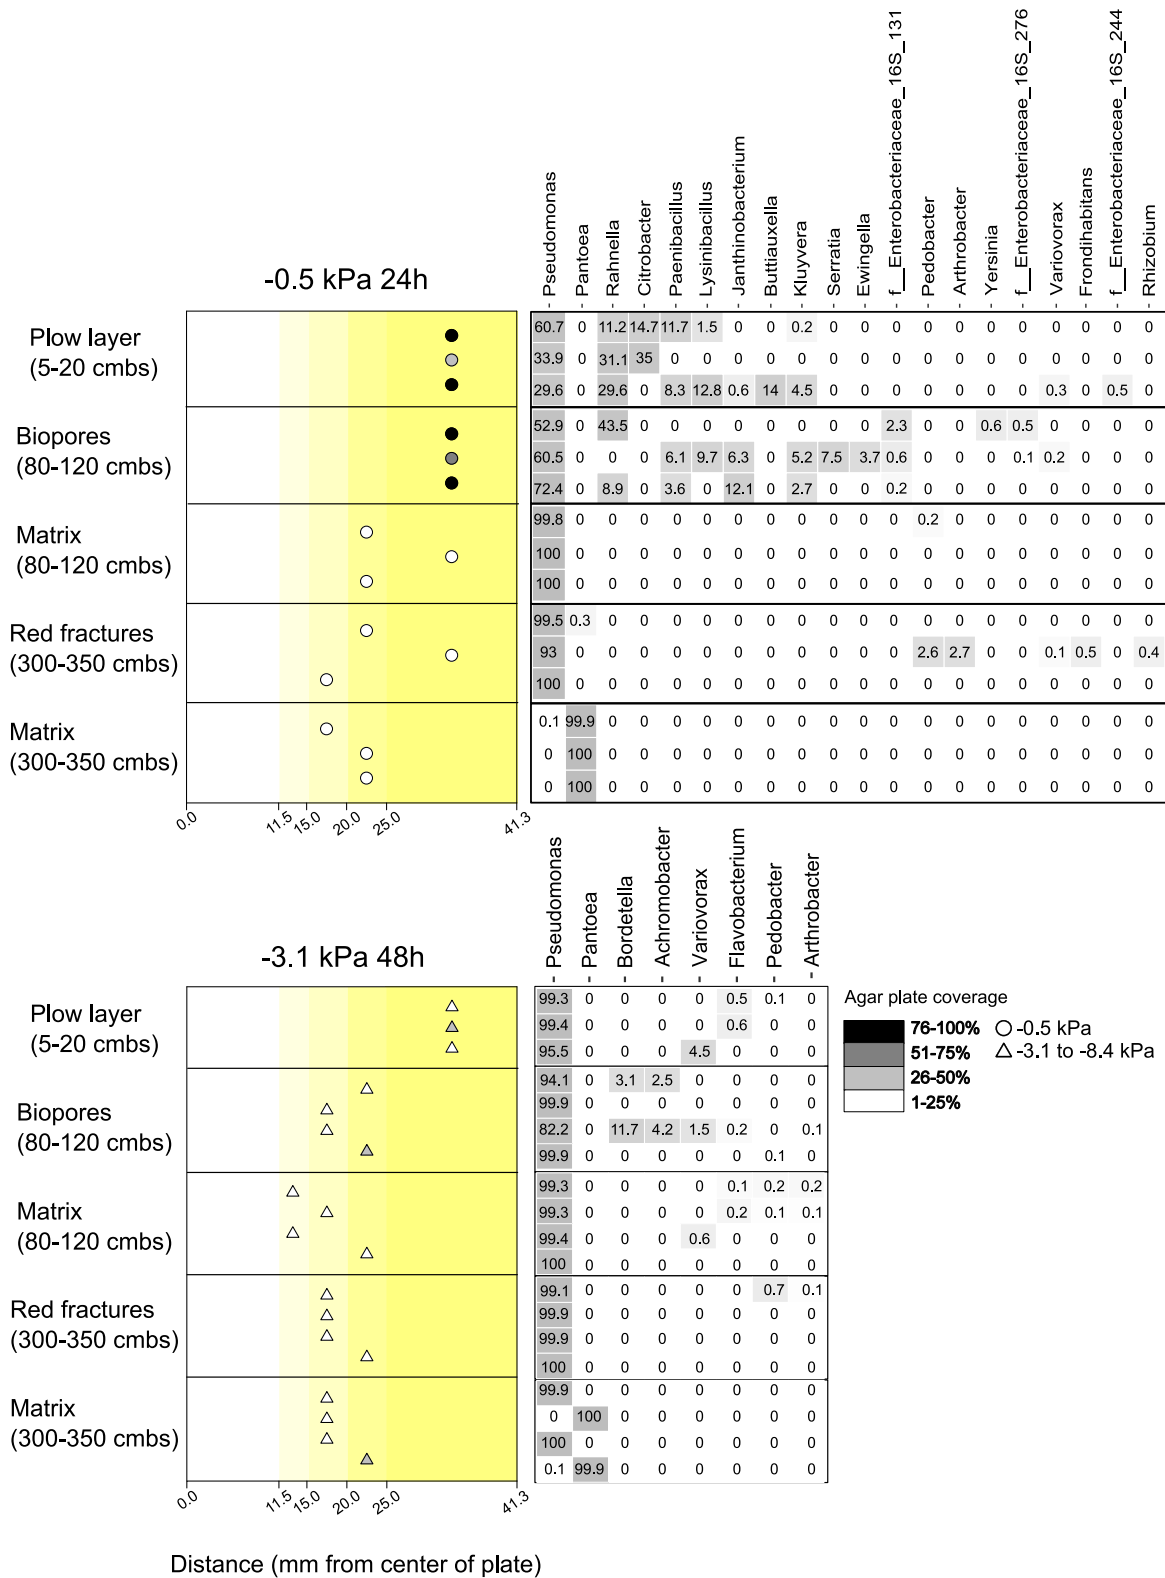 - Pseudomonas
- Pantoea
- Rahnella
- Citrobacter
- Paenibacillus
- Lysinibacillus
- Janthinobacterium
- Buttiauxella
- Kluyvera
- Serratia
- Ewingella
- f__Enterobacteriaceae_16S_131
- Pedobacter
- Arthrobacter
- Yersinia
- f__Enterobacteriaceae_16S_276
- Variovorax
- Frondihabitans
- f__Enterobacteriaceae_16S_244
- Rhizobium
-0.5 kPa 24h
Plow layer
(5-20 cmbs)
60.7 0 11.2 14.7 11.7 1.5 0 0 0.2 0 0 0 0 0 0 0 0 0 0 0
33.9 0 31.1 35 0 0 0 0 0 0 0 0 0 0 0 0 0 0 0 0
29.6 0 29.6 0 8.3 12.8 0.6 14 4.5 0 0 0 0 0 0 0 0.3 0 0.5 0
Biopores
(80-120 cmbs)
52.9 0 43.5 0 0 0 0 0 0 0 0 2.3 0 0 0.6 0.5 0 0 0 0
60.5 0 0 0 6.1 9.7 6.3 0 5.2 7.5 3.7 0.6 0 0 0 0.1 0.2 0 0 0
72.4 0 8.9 0 3.6 0 12.1 0 2.7 0 0 0.2 0 0 0 0 0 0 0 0
Matrix
(80-120 cmbs)
99.8 0 0 0 0 0 0 0 0 0 0 0 0.2 0 0 0 0 0 0 0
100 0 0 0 0 0 0 0 0 0 0 0 0 0 0 0 0 0 0 0
100 0 0 0 0 0 0 0 0 0 0 0 0 0 0 0 0 0 0 0
Red fractures
(300-350 cmbs)
99.5 0.3 0 0 0 0 0 0 0 0 0 0 0 0 0 0 0 0 0 0
93 0 0 0 0 0 0 0 0 0 0 0 2.6 2.7 0 0 0.1 0.5 0 0.4
100 0 0 0 0 0 0 0 0 0 0 0 0 0 0 0 0 0 0 0
Matrix
(300-350 cmbs)
0.1 99.9 0 0 0 0 0 0 0 0 0 0 0 0 0 0 0 0 0 0
0 100 0 0 0 0 0 0 0 0 0 0 0 0 0 0 0 0 0 0
0 100 0 0 0 0 0 0 0 0 0 0 0 0 0 0 0 0 0 0
0.0 11.5 15.0 20.0 25.0 41.3
- Pseudomonas
- Pantoea
- Bordetella
- Achromobacter
- Variovorax
- Flavobacterium
- Pedobacter
- Arthrobacter
-3.1 kPa 48h
Plow layer
(5-20 cmbs)
99.3 0 0 0 0 0.5 0.1 0
99.4 0 0 0 0 0.6 0 0
95.5 0 0 0 4.5 0 0 0
Biopores
(80-120 cmbs)
94.1 0 3.1 2.5 0 0 0 0
99.9 0 0 0 0 0 0 0
82.2 0 11.7 4.2 1.5 0.2 0 0.1
99.9 0 0 0 0 0 0.1 0
Matrix
(80-120 cmbs)
99.3 0 0 0 0 0.1 0.2 0.2
99.3 0 0 0 0 0.2 0.1 0.1
99.4 0 0 0 0.6 0 0 0
100 0 0 0 0 0 0 0
Red fractures
(300-350 cmbs)
99.1 0 0 0 0 0 0.7 0.1
99.9 0 0 0 0 0 0 0
99.9 0 0 0 0 0 0 0
100 0 0 0 0 0 0 0
Matrix
(300-350 cmbs)
99.9 0 0 0 0 0 0 0
0 100 0 0 0 0 0 0
100 0 0 0 0 0 0 0
0.1 99.9 0 0 0 0 0 0
0.0 11.5 15.0 20.0 25.0 41.3
Distance (mm from center of plate)
Agar plate coverage
76-100% -0.5 kPa
51-75% -3.1 to -8.4 kPa
26-50%
1-25%